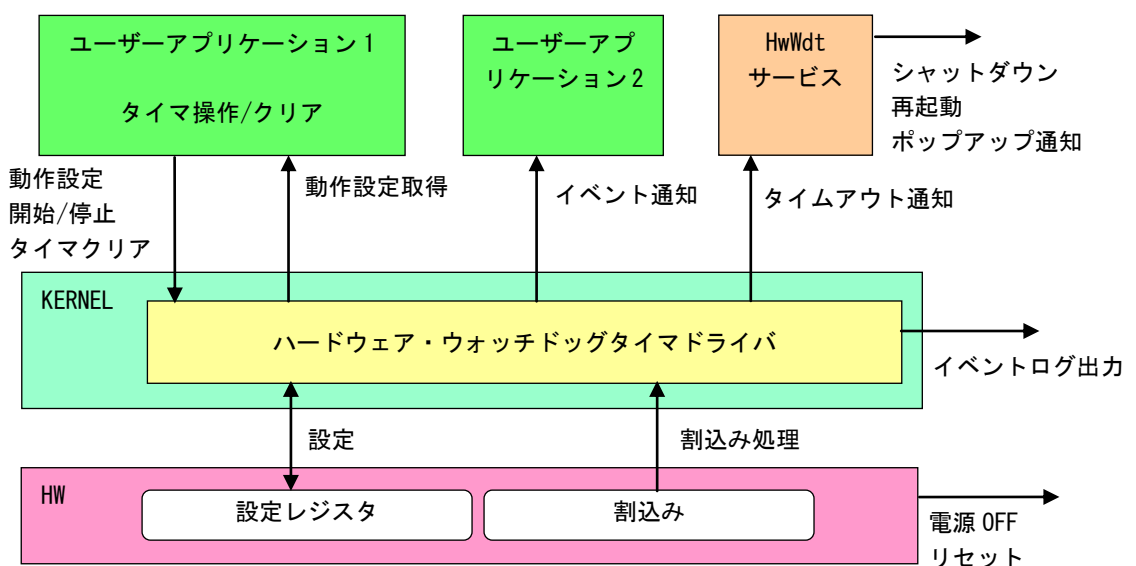 ユーザーアプリケーション1
タイマ操作/クリア
ユーザーアプ
リケーション2
HwWdt
サービス
シャットダウン
再起動
ポップアップ通知
動作設定
開始/停止
タイマクリア
動作設定取得
イベント通知
タイムアウト通知
KERNEL
ハードウェア・ウォッチドッグタイマドライバ
イベントログ出力
設定
割込み処理
HW
設定レジスタ
割込み
電源OFF
リセット